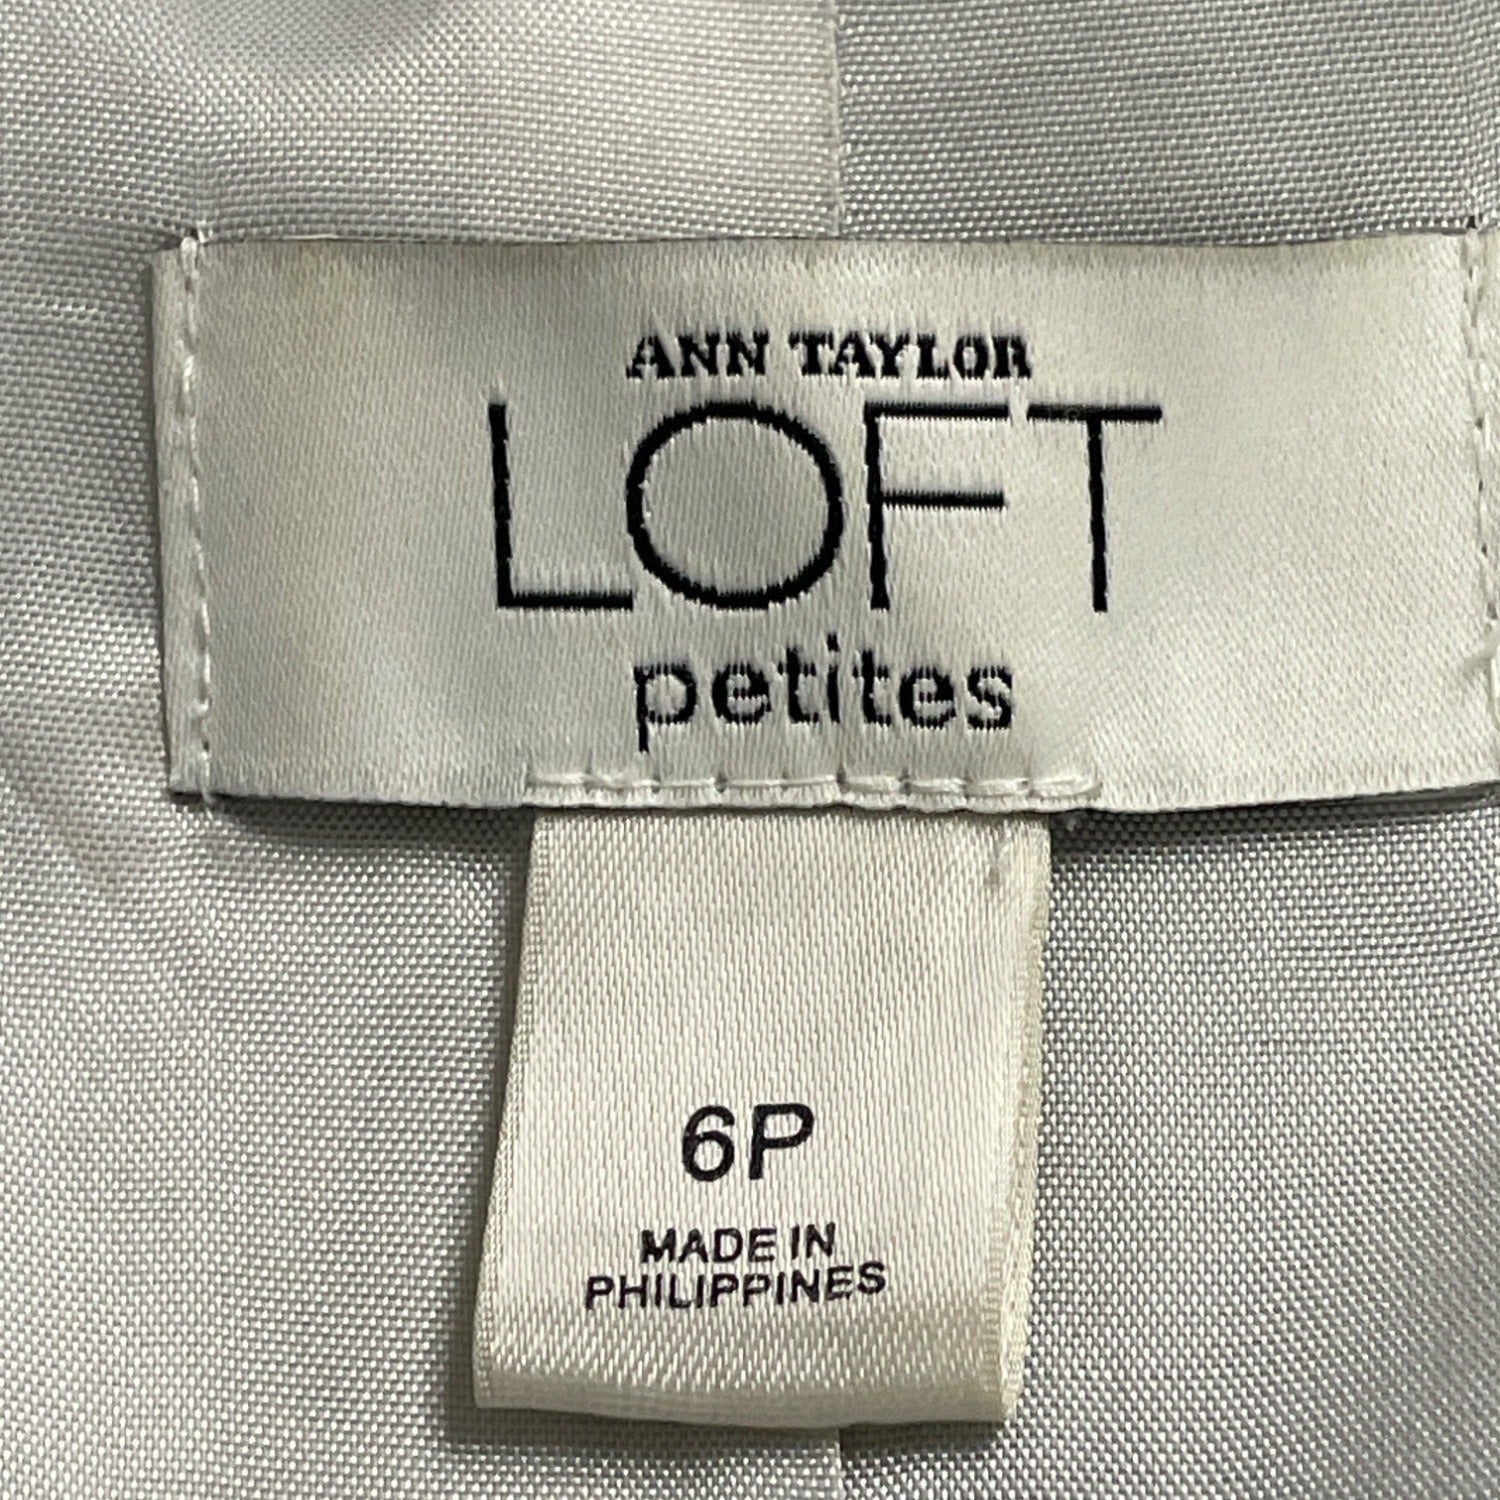 ANN TAYLOR
LOFT
petites
6P
MADE IN
PHILIPPINES